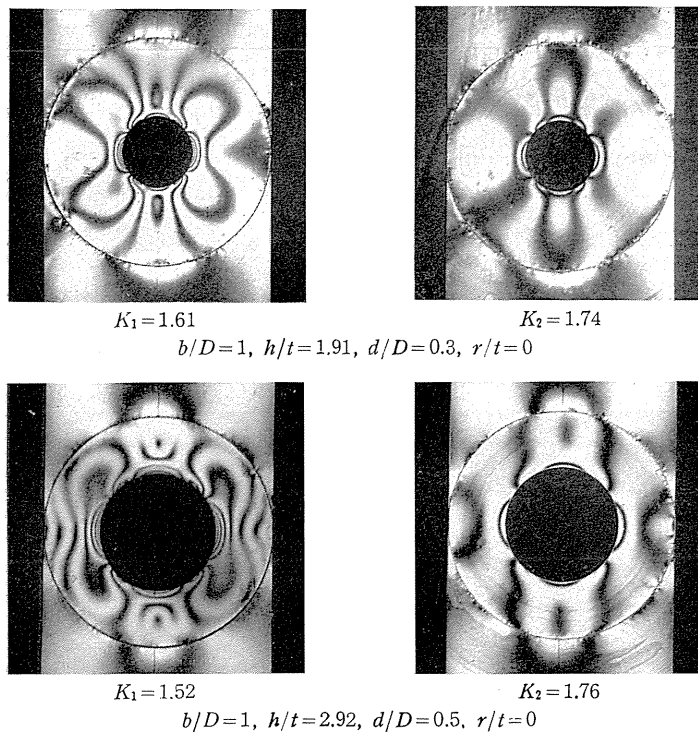 K₁=1.61 K₂=1.74
b/D=1, h/t=1.91, d/D=0.3, r/t=0
K₁=1.52 K₂=1.76
b/D=1, h/t=2.92, d/D=0.5, r/t=0